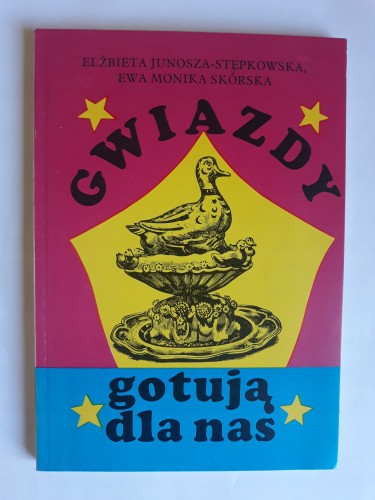 ELŻBIETA JUNOSZA-STĘPKOWSKA,
EWA MONIKA SKÓRSKA
GWIAZDY
gotują
dla nas